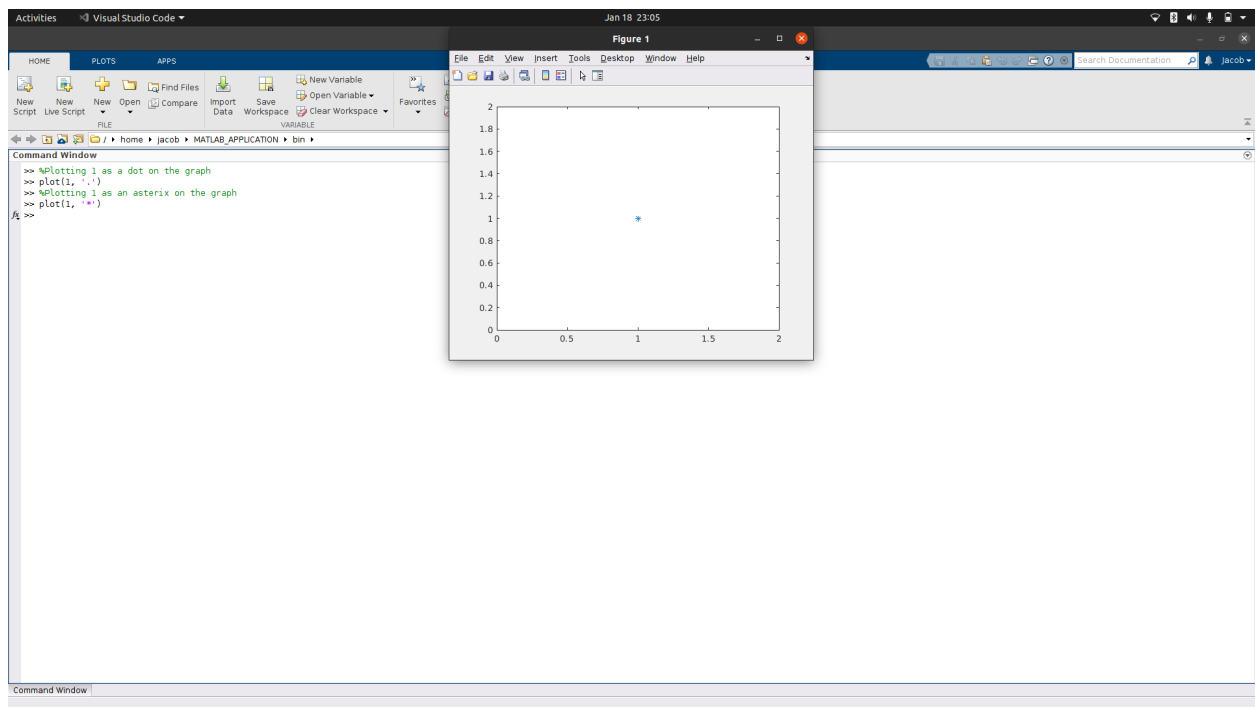 Activities Visual Studio Code Jan 18 23:05
Figure 1
HOME PLOTS APPS
File Edit View Insert Tools Desktop Window Help
Search Documentation Jacob
New Script
New Live Script
New
Open
Find Files
Compare
Import Data
Save Workspace
New Variable
Open Variable
Clear Workspace
Favorites
FILE VARIABLE
/ home jacob MATLAB_APPLICATION bin
Command Window
>> %Plotting 1 as a dot on the graph
>> plot(1, '.')
>> %Plotting 1 as an asterix on the graph
>> plot(1, '*')
fx >>
2
1.8
1.6
1.4
1.2
1
0.8
0.6
0.4
0.2
0
0 0.5 1 1.5 2
Command Window